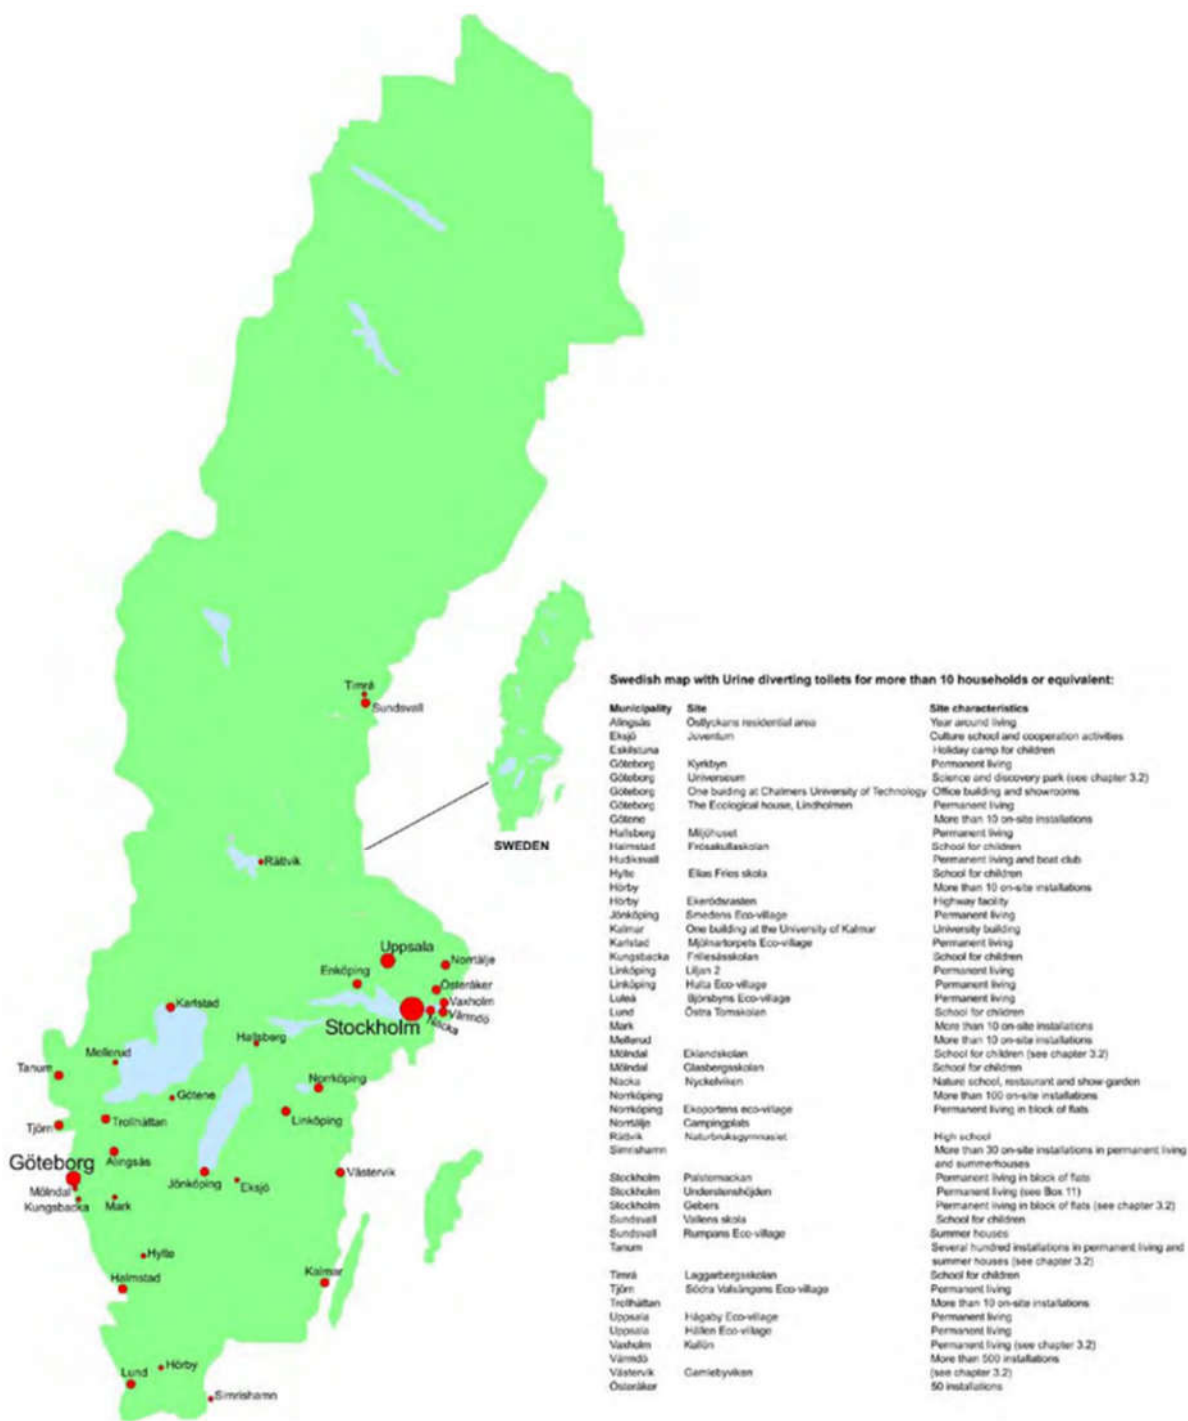 Timrå
Sundsvall
SWEDEN
Rättvik
Uppsala
Norrtälje
Enköping
Österåker
Karlstad
Vaxholm
Värmdö
Nacka
Stockholm
Hallsberg
Mellerud
Tanum
Norrköping
Götene
Linköping
Trollhättan
Tjörn
Alingsås
Göteborg
Västervik
Jönköping
Eksjö
Mölndal
Kungsbacka
Mark
Hylte
Halmstad
Kalmar
Hörby
Lund
Simrishamn
Swedish map with Urine diverting toilets for more than 10 households or equivalent:
Municipality Site Site characteristics
Alingsås Östlyckans residential area Year around living
Eksjö Juventum Culture school and cooperation activities
Eskilstuna Holiday camp for children
Göteborg Kyrkbyn Permanent living
Göteborg Universeum Science and discovery park (see chapter 3.2)
Göteborg One building at Chalmers University of Technology Office building and showrooms
Göteborg The Ecological house, Lindholmen Permanent living
Götene More than 10 on-site installations
Hallsberg Miljöhuset Permanent living
Halmstad Frösakullaskolan School for children
Hudiksvall Permanent living and boat club
Hylte Elias Fries skola School for children
Hörby More than 10 on-site installations
Hörby Ekerödsrasten Highway facility
Jönköping Smedens Eco-village Permanent living
Kalmar One building at the University of Kalmar University building
Karlstad Mjölnartorpets Eco-village Permanent living
Kungsbacka Frillesåsskolan School for children
Linköping Liljan 2 Permanent living
Linköping Hulta Eco-village Permanent living
Luleå Björsbyns Eco-village Permanent living
Lund Östra Tornskolan School for children
Mark More than 10 on-site installations
Mellerud More than 10 on-site installations
Mölndal Eklandskolan School for children (see chapter 3.2)
Mölndal Glasbergsskolan School for children
Nacka Nyckelviken Nature school, restaurant and show-garden
Norrköping More than 100 on-site installations
Norrköping Ekoportens eco-village Permanent living in block of flats
Norrtälje Campingplats
Rättvik Naturbruksgymnasiet High school
Simrishamn More than 30 on-site installations in permanent living
and summerhouses
Stockholm Palsternackan Permanent living in block of flats
Stockholm Understenshöjden Permanent living (see Box 11)
Stockholm Gebers Permanent living in block of flats (see chapter 3.2)
Sundsvall Vallens skola School for children
Sundsvall Rumpans Eco-village Summer houses
Tanum Several hundred installations in permanent living and
summer houses (see chapter 3.2)
Timrå Laggarbergsskolan School for children
Tjörn Södra Valsängens Eco-village Permanent living
Trollhättan More than 10 on-site installations
Uppsala Hågaby Eco-village Permanent living
Uppsala Hällen Eco-village Permanent living
Vaxholm Kullön Permanent living (see chapter 3.2)
Värmdö More than 500 installations
Västervik Gamlebyviken (see chapter 3.2)
Österåker 50 installations